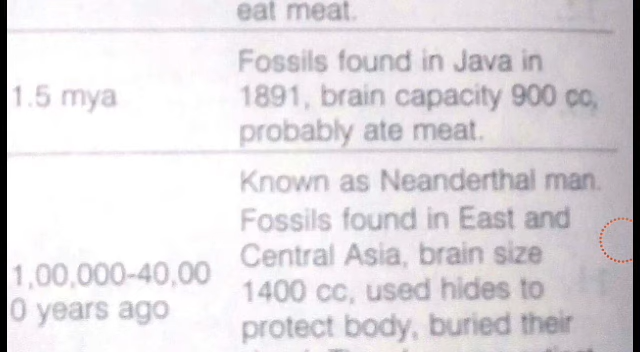 eat meat.
Fossils found in Java in
1.5 mya
1891, brain capacity 900 cc,
probably ate meat.
Known as Neanderthal man.
Fossils found in East and
Central Asia, brain size
1,00,000-40,00
0 years ago
1400 cc, used hides to
protect body, buried their